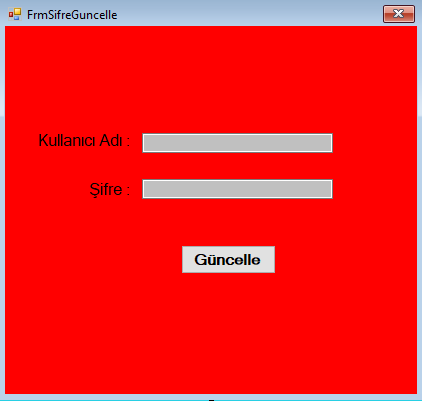 FrmSifreGuncelle
Kullanıcı Adı :
Şifre :
Güncelle